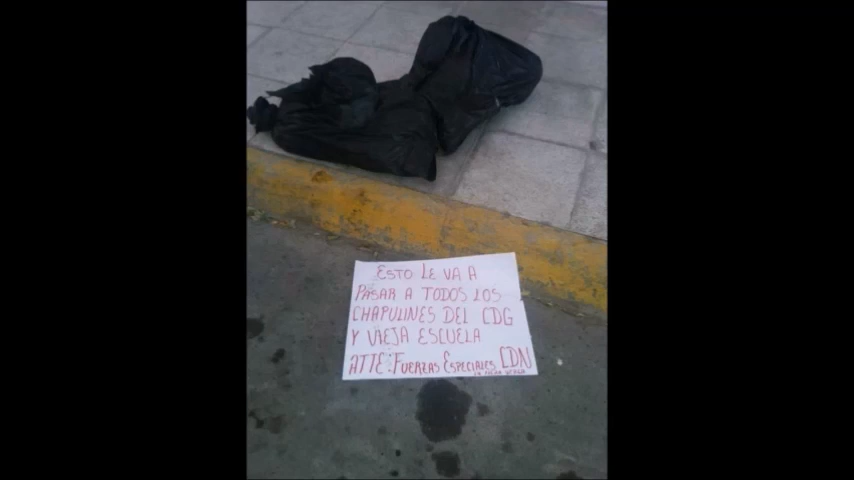 ESTO LE VA A
PASAR A TODOS LOS
CHAPULINES DEL CDG
Y VIEJA ESCUELA
ATTE: FUERZAS ESPECIALES CDN